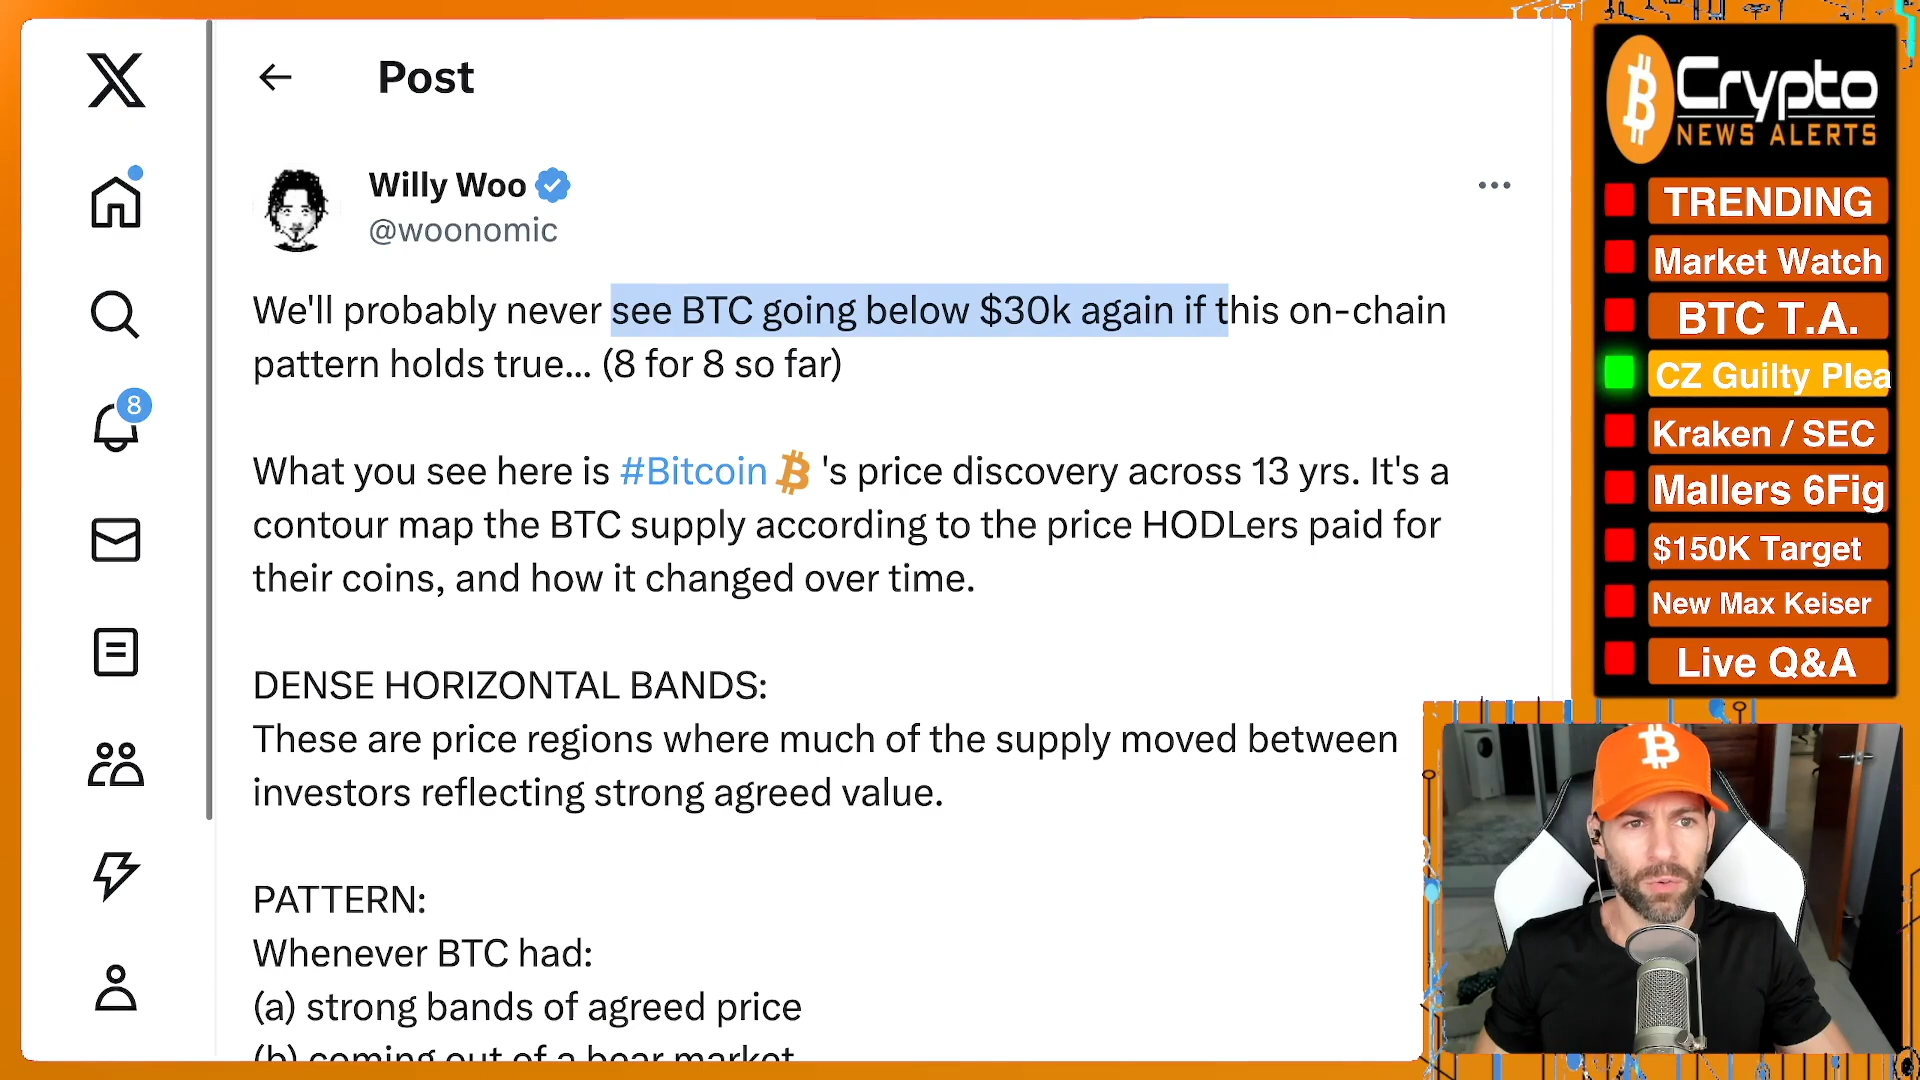 Post
Willy Woo
@woonomic
We'll probably never see BTC going below $30k again if this on-chain
pattern holds true... (8 for 8 so far)
What you see here is #Bitcoin 's price discovery across 13 yrs. It's a
contour map the BTC supply according to the price HODLers paid for
their coins, and how it changed over time.
DENSE HORIZONTAL BANDS:
These are price regions where much of the supply moved between
investors reflecting strong agreed value.
PATTERN:
Whenever BTC had:
(a) strong bands of agreed price
(b) coming out of a bear market
8
Crypto
NEWS ALERTS
TRENDING
Market Watch
BTC T.A.
CZ Guilty Plea
Kraken / SEC
Mallers 6Fig
$150K Target
New Max Keiser
Live Q&A